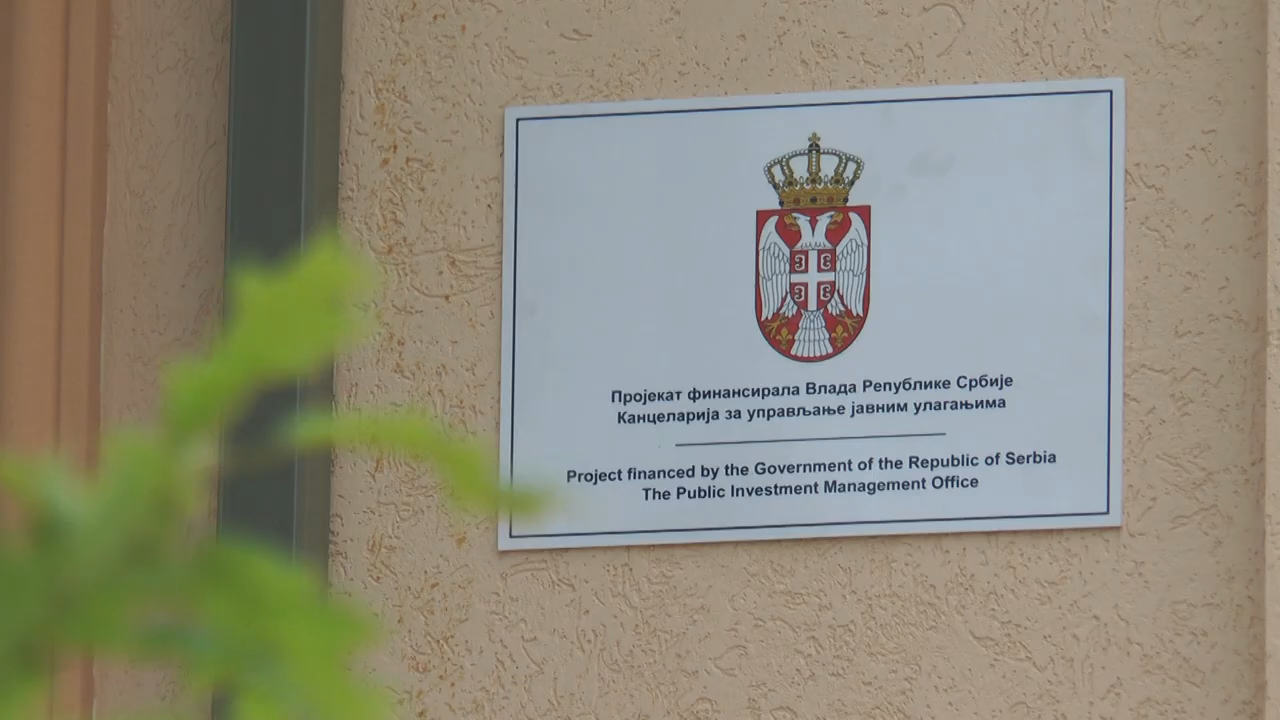 Пројекат финансирала Влада Републике Србије
Канцеларија за управљање јавним улагањима
Project financed by the Government of the Republic of Serbia
The Public Investment Management Office